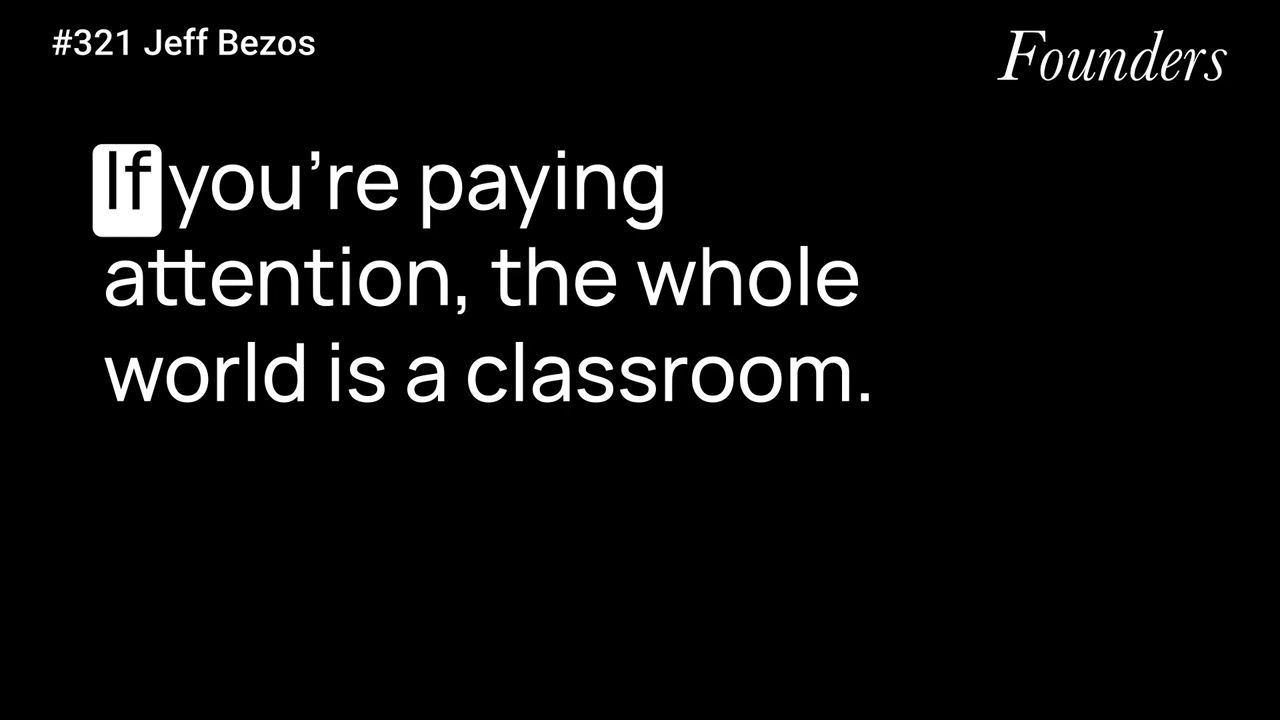 #321 Jeff Bezos
Founders
If you’re paying
attention, the whole
world is a classroom.